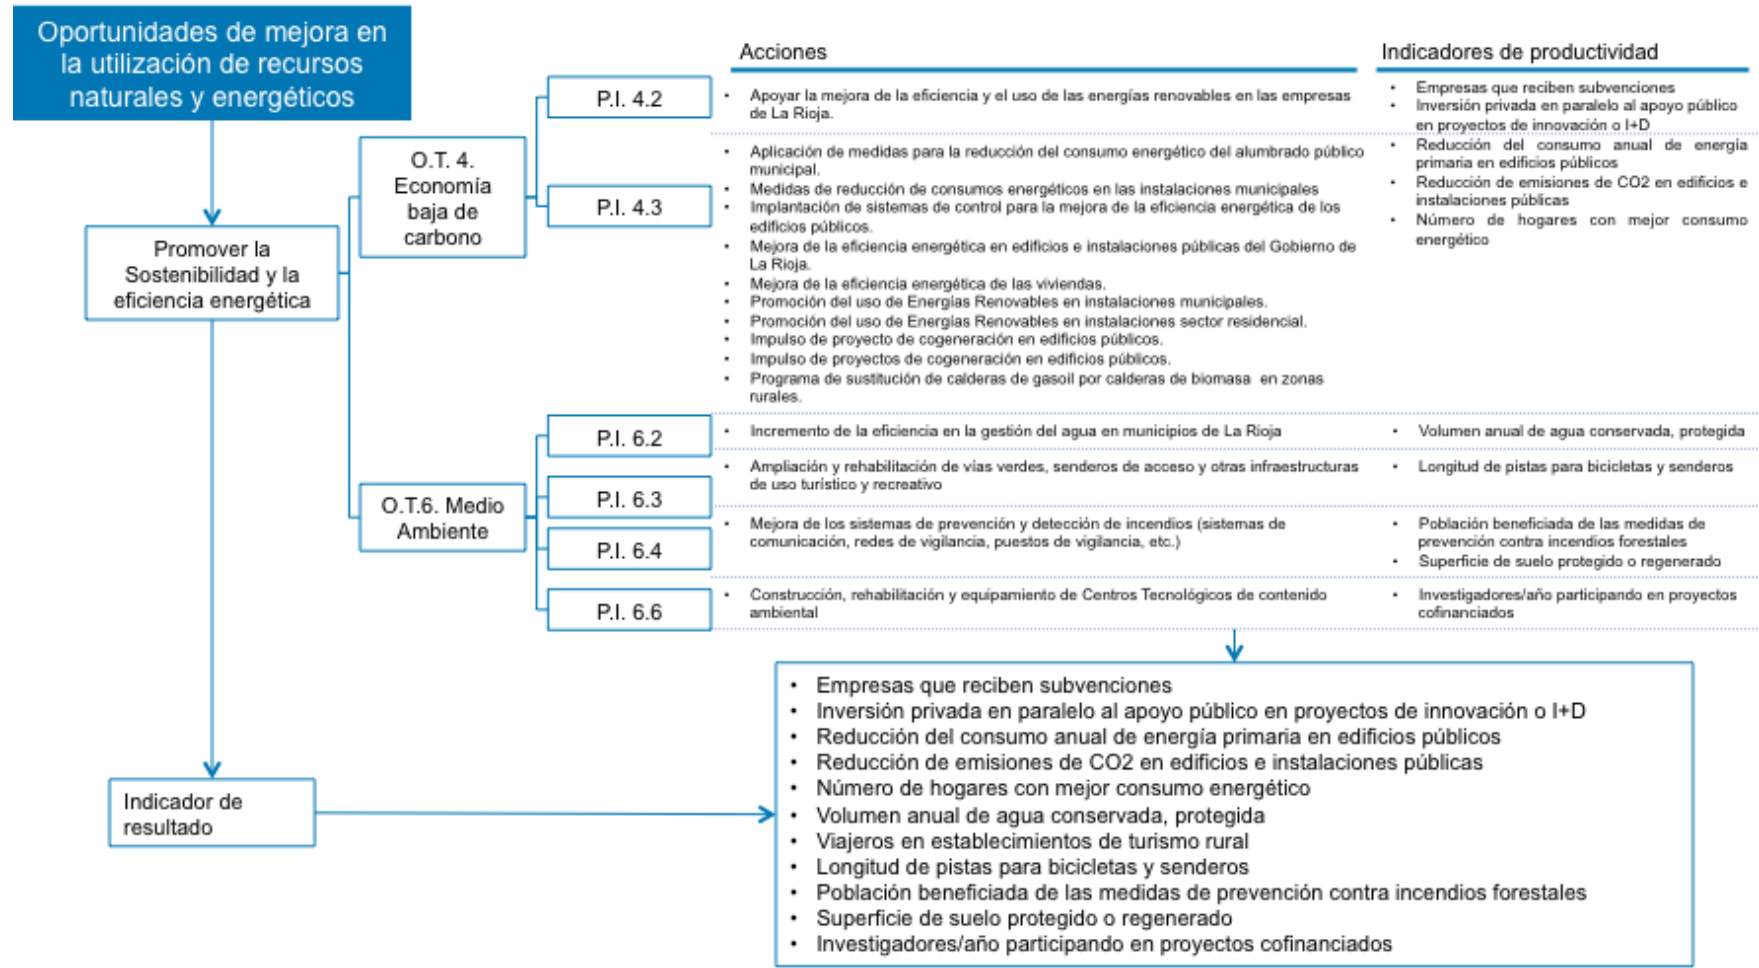 Oportunidades de mejora en
la utilización de recursos
naturales y energéticos
Promover la
Sostenibilidad y la
eficiencia energética
Indicador de
resultado
O.T. 4.
Economía
baja de
carbono
O.T.6. Medio
Ambiente
P.I. 4.2
P.I. 4.3
P.I. 6.2
P.I. 6.3
P.I. 6.4
P.I. 6.6
Acciones
• Apoyar la mejora de la eficiencia y el uso de las energías renovables en las empresas
de La Rioja.
• Aplicación de medidas para la reducción del consumo energético del alumbrado público
municipal.
• Medidas de reducción de consumos energéticos en las instalaciones municipales
• Implantación de sistemas de control para la mejora de la eficiencia energética de los
edificios públicos.
• Mejora de la eficiencia energética en edificios e instalaciones públicas del Gobierno de
La Rioja.
• Mejora de la eficiencia energética de las viviendas.
• Promoción del uso de Energías Renovables en instalaciones municipales.
• Promoción del uso de Energías Renovables en instalaciones sector residencial.
• Impulso de proyecto de cogeneración en edificios públicos.
• Impulso de proyectos de cogeneración en edificios públicos.
• Programa de sustitución de calderas de gasoil por calderas de biomasa en zonas
rurales.
• Incremento de la eficiencia en la gestión del agua en municipios de La Rioja
• Ampliación y rehabilitación de vías verdes, senderos de acceso y otras infraestructuras
de uso turístico y recreativo
• Mejora de los sistemas de prevención y detección de incendios (sistemas de
comunicación, redes de vigilancia, puestos de vigilancia, etc.)
• Construcción, rehabilitación y equipamiento de Centros Tecnológicos de contenido
ambiental
Indicadores de productividad
• Empresas que reciben subvenciones
• Inversión privada en paralelo al apoyo público
en proyectos de innovación o I+D
• Reducción del consumo anual de energía
primaria en edificios públicos
• Reducción de emisiones de CO2 en edificios e
instalaciones públicas
• Número de hogares con mejor consumo
energético
• Volumen anual de agua conservada, protegida
• Longitud de pistas para bicicletas y senderos
• Población beneficiada de las medidas de
prevención contra incendios forestales
• Superficie de suelo protegido o regenerado
• Investigadores/año participando en proyectos
cofinanciados
• Empresas que reciben subvenciones
• Inversión privada en paralelo al apoyo público en proyectos de innovación o I+D
• Reducción del consumo anual de energía primaria en edificios públicos
• Reducción de emisiones de CO2 en edificios e instalaciones públicas
• Número de hogares con mejor consumo energético
• Volumen anual de agua conservada, protegida
• Viajeros en establecimientos de turismo rural
• Longitud de pistas para bicicletas y senderos
• Población beneficiada de las medidas de prevención contra incendios forestales
• Superficie de suelo protegido o regenerado
• Investigadores/año participando en proyectos cofinanciados